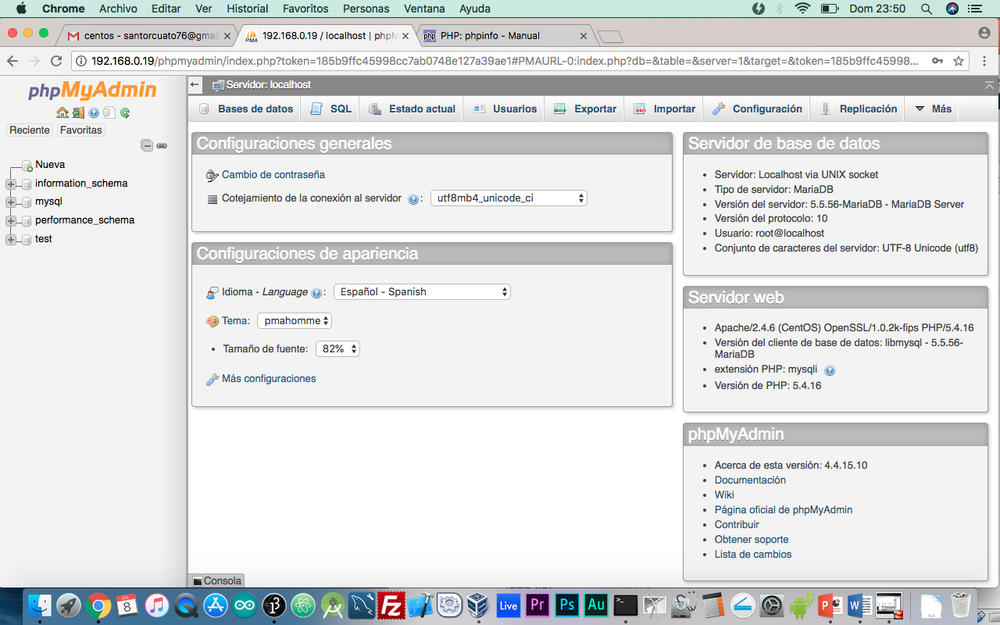 Chrome Archivo Editar Ver Historial Favoritos Personas Ventana Ayuda Dom 23:50
centos - santorcuato76@gmai 192.168.0.19 / localhost | phpM PHP: phpinfo - Manual
192.168.0.19/phpmyadmin/index.php?token=185b9ffc45998cc7ab0748e127a39ae1#PMAURL-0:index.php?db=&table=&server=1&target=&token=185b9ffc45998...
phpMyAdmin
Reciente Favoritas
Nueva
information_schema
mysql
performance_schema
test
Servidor: localhost
Bases de datos SQL Estado actual Usuarios Exportar Importar Configuración Replicación Más
Configuraciones generales
Cambio de contraseña
Cotejamiento de la conexión al servidor : utf8mb4_unicode_ci
Configuraciones de apariencia
Idioma - Language : Español - Spanish
Tema: pmahomme
• Tamaño de fuente: 82%
Más configuraciones
Servidor de base de datos
• Servidor: Localhost via UNIX socket
• Tipo de servidor: MariaDB
• Versión del servidor: 5.5.56-MariaDB - MariaDB Server
• Versión del protocolo: 10
• Usuario: root@localhost
• Conjunto de caracteres del servidor: UTF-8 Unicode (utf8)
Servidor web
• Apache/2.4.6 (CentOS) OpenSSL/1.0.2k-fips PHP/5.4.16
• Versión del cliente de base de datos: libmysql - 5.5.56-
MariaDB
• extensión PHP: mysqli
• Versión de PHP: 5.4.16
phpMyAdmin
• Acerca de esta versión: 4.4.15.10
• Documentación
• Wiki
• Página oficial de phpMyAdmin
• Contribuir
• Obtener soporte
• Lista de cambios
Consola
JUL 8 Fz Live Pr Ps Au P W XLS